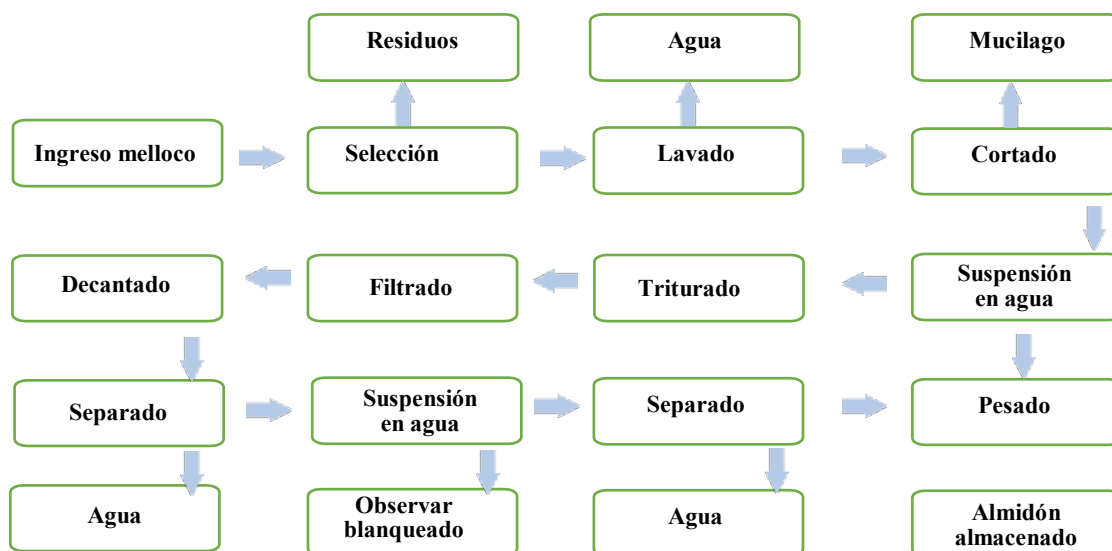 Residuos
Agua
Mucilago
Ingreso melloco
Selección
Lavado
Cortado
Decantado
Filtrado
Triturado
Suspensión
en agua
Separado
Suspensión
en agua
Separado
Pesado
Agua
Observar
blanqueado
Agua
Almidón
almacenado